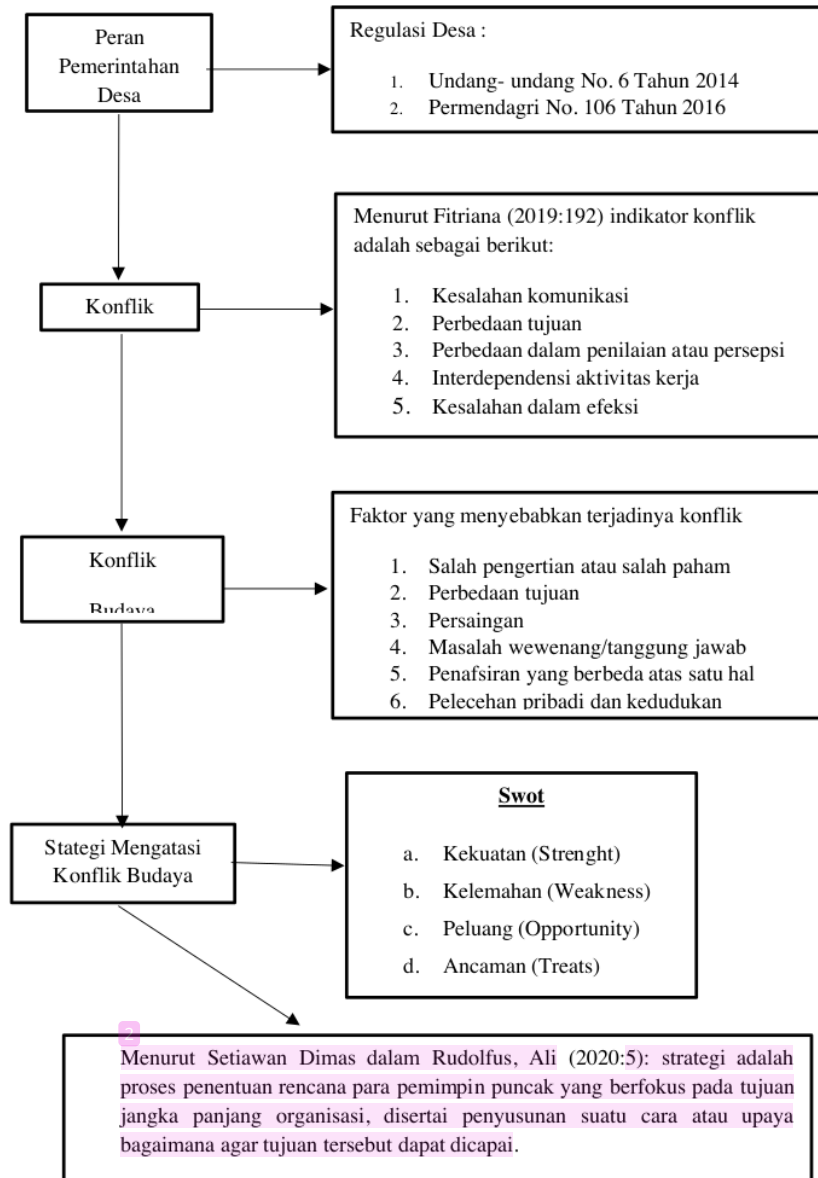 Peran
Pemerintahan
Desa
Regulasi Desa :
1. Undang- undang No. 6 Tahun 2014
2. Permendagri No. 106 Tahun 2016
Menurut Fitriana (2019:192) indikator konflik
adalah sebagai berikut:
1. Kesalahan komunikasi
2. Perbedaan tujuan
3. Perbedaan dalam penilaian atau persepsi
4. Interdependensi aktivitas kerja
5. Kesalahan dalam efeksi
Konflik
Faktor yang menyebabkan terjadinya konflik
1. Salah pengertian atau salah paham
2. Perbedaan tujuan
3. Persaingan
4. Masalah wewenang/tanggung jawab
5. Penafsiran yang berbeda atas satu hal
6. Pelecehan pribadi dan kedudukan
Konflik
Budaya
Swot
a. Kekuatan (Strenght)
b. Kelemahan (Weakness)
c. Peluang (Opportunity)
d. Ancaman (Treats)
Stategi Mengatasi
Konflik Budaya
2
Menurut Setiawan Dimas dalam Rudolfus, Ali (2020:5): strategi adalah
proses penentuan rencana para pemimpin puncak yang berfokus pada tujuan
jangka panjang organisasi, disertai penyusunan suatu cara atau upaya
bagaimana agar tujuan tersebut dapat dicapai.